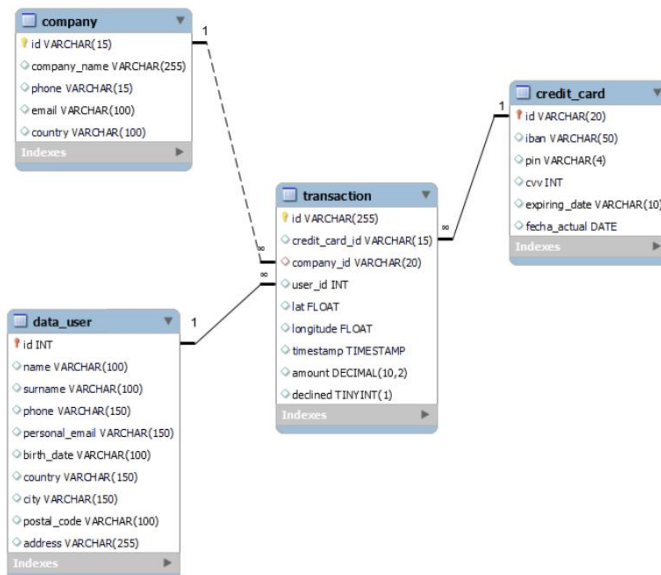 company
id VARCHAR(15)
company_name VARCHAR(255)
phone VARCHAR(15)
email VARCHAR(100)
country VARCHAR(100)
Indexes
1
credit_card
id VARCHAR(20)
iban VARCHAR(50)
pin VARCHAR(4)
cvv INT
expiring_date VARCHAR(10)
fecha_actual DATE
Indexes
1
transaction
id VARCHAR(255)
credit_card_id VARCHAR(15)
company_id VARCHAR(20)
user_id INT
lat FLOAT
longitude FLOAT
timestamp TIMESTAMP
amount DECIMAL(10,2)
declined TINYINT(1)
Indexes
∞
∞
∞
data_user
id INT
name VARCHAR(100)
surname VARCHAR(100)
phone VARCHAR(150)
personal_email VARCHAR(150)
birth_date VARCHAR(100)
country VARCHAR(150)
city VARCHAR(150)
postal_code VARCHAR(100)
address VARCHAR(255)
Indexes
1